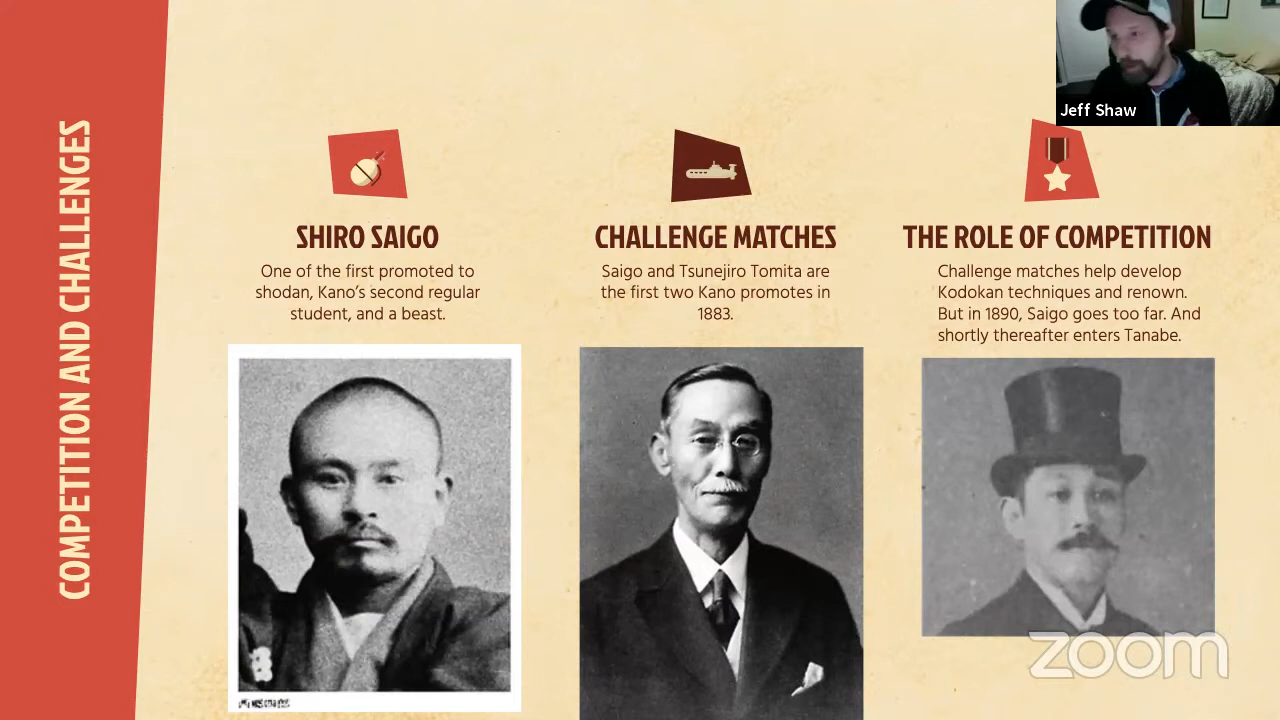 COMPETITION AND CHALLENGES
Jeff Shaw
SHIRO SAIGO
One of the first promoted to
shodan, Kano’s second regular
student, and a beast.
CHALLENGE MATCHES
Saigo and Tsunejiro Tomita are
the first two Kano promotes in
1883.
THE ROLE OF COMPETITION
Challenge matches help develop
Kodokan techniques and renown.
But in 1890, Saigo goes too far. And
shortly thereafter enters Tanabe.
zoom